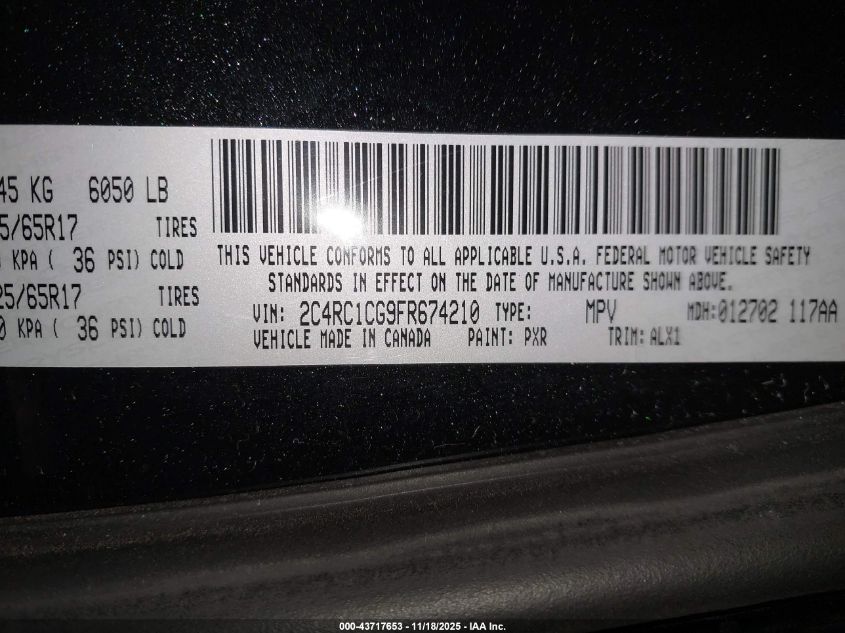 45 KG 6050 LB
5/65R17 TIRES
KPA ( 36 PSI) COLD
25/65R17 TIRES
0 KPA ( 36 PSI) COLD
THIS VEHICLE CONFORMS TO ALL APPLICABLE U.S.A. FEDERAL MOTOR VEHICLE SAFETY
STANDARDS IN EFFECT ON THE DATE OF MANUFACTURE SHOWN ABOVE.
VIN: 2C4RC1CG9FR674210 TYPE: MPV MDH:012702 117AA
VEHICLE MADE IN CANADA PAINT: PXR TRIM: ALX1
000-43717653 - 11/18/2025 - IAA Inc.